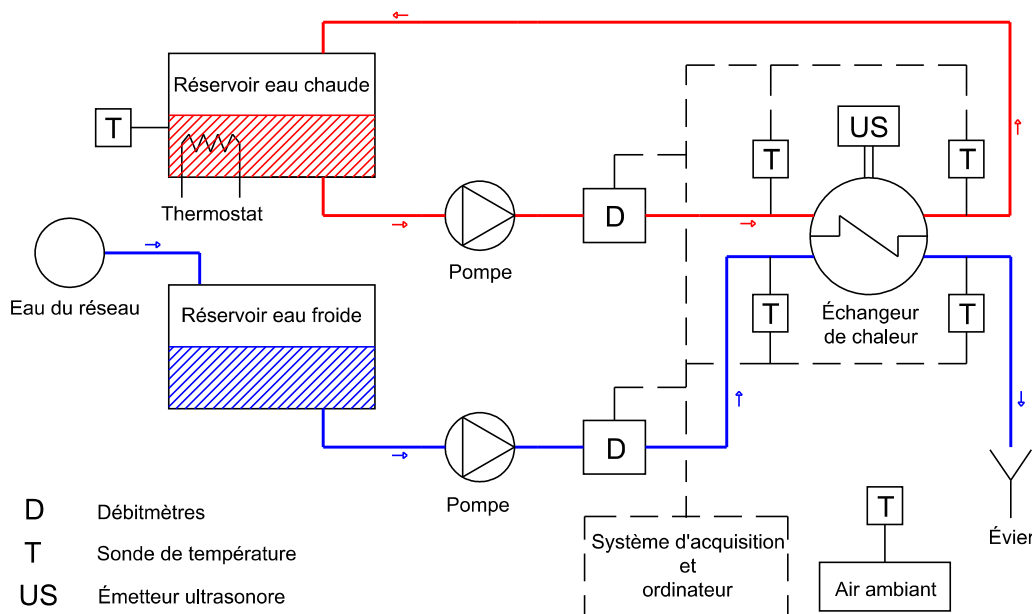 Réservoir eau chaude
T
Thermostat
US
T
T
D
Pompe
Eau du réseau
Réservoir eau froide
Échangeur
de chaleur
T
T
D
Pompe
D Débitmètres
T Sonde de température
US Émetteur ultrasonore
Système d'acquisition
et
ordinateur
T
Air ambiant
Évier